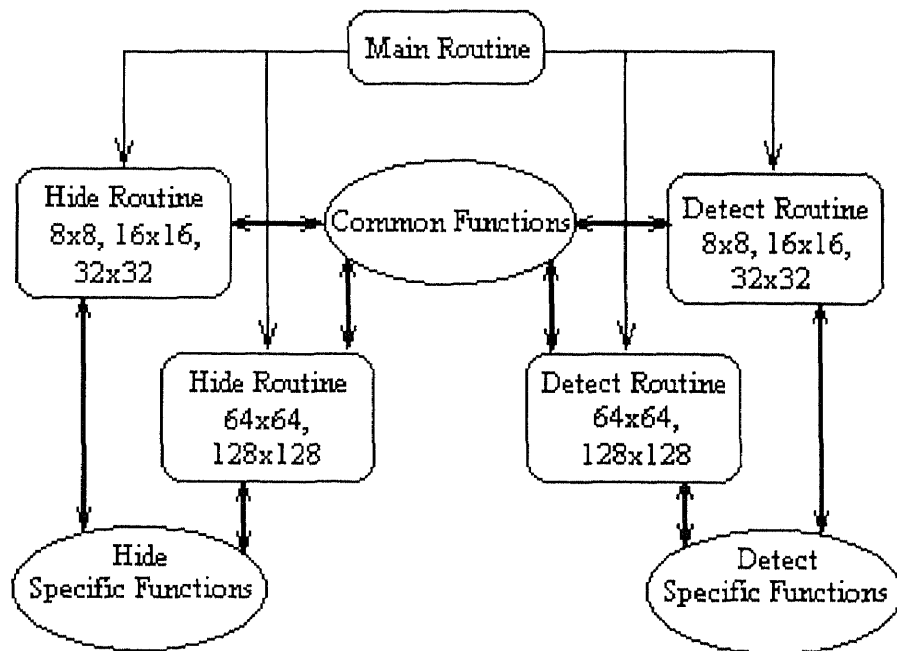 Main Routine
Hide Routine
8x8, 16x16,
32x32
Common Functions
Detect Routine
8x8, 16x16,
32x32
Hide Routine
64x64,
128x128
Detect Routine
64x64,
128x128
Hide
Specific Functions
Detect
Specific Functions